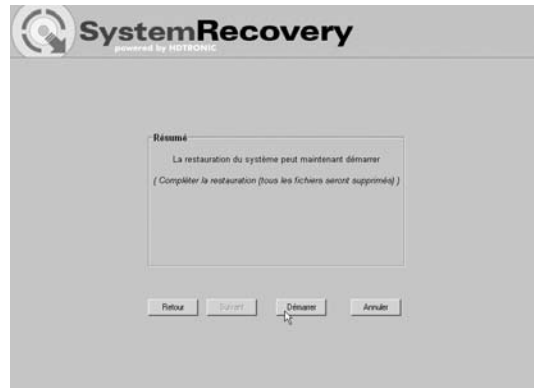 SystemRecovery
powered by HDTRONIC
Résumé
La restauration du système peut maintenant démarrer
( Compléter la restauration (tous les fichiers seront supprimés) )
Retour Suivant Démarrer Annuler